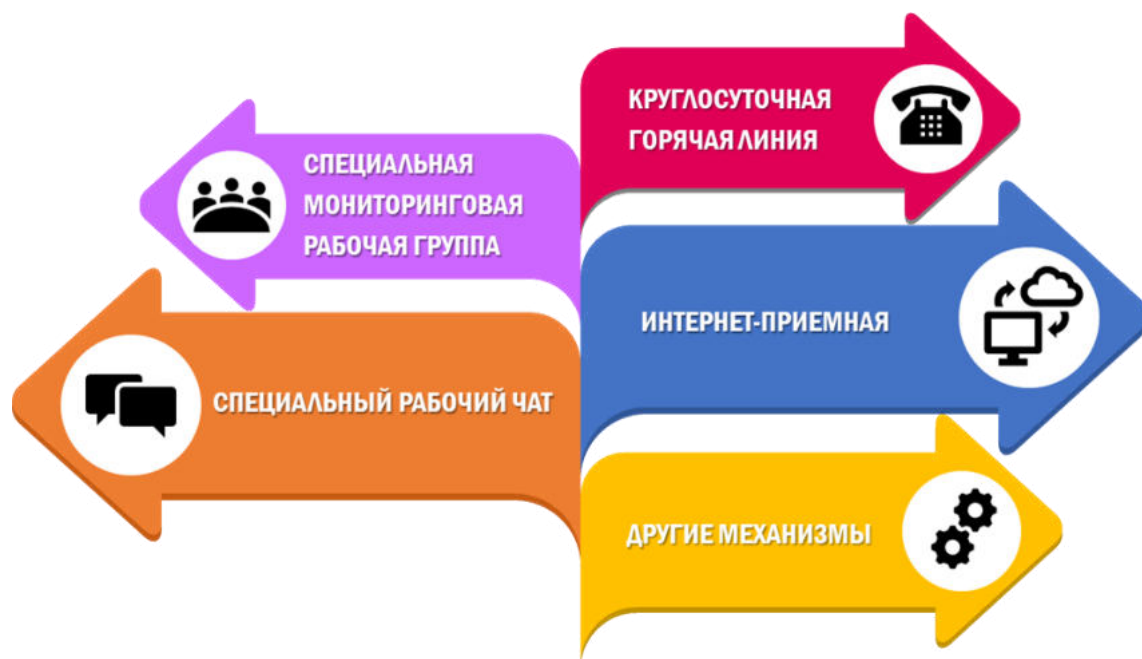 КРУГЛОСУТОЧНАЯ
ГОРЯЧАЯ ЛИНИЯ
СПЕЦИАЛЬНАЯ
МОНИТОРИНГОВАЯ
РАБОЧАЯ ГРУППА
ИНТЕРНЕТ-ПРИЕМНАЯ
СПЕЦИАЛЬНЫЙ РАБОЧИЙ ЧАТ
ДРУГИЕ МЕХАНИЗМЫ